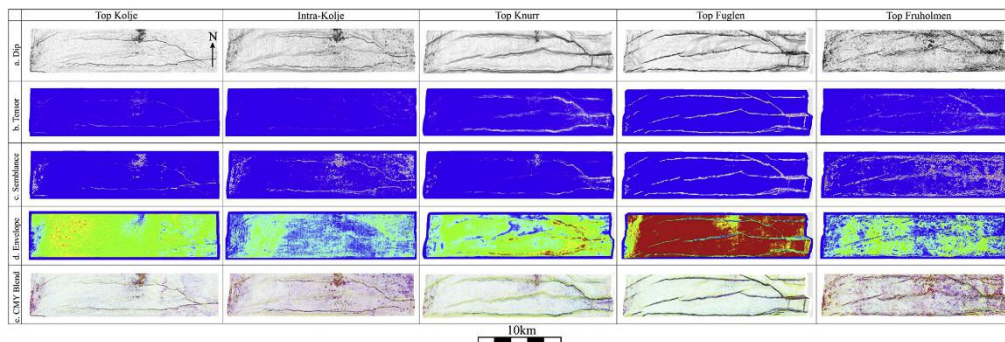 Top Kolje Intra-Kolje Top Knurr Top Fuglen Top Fruholmen
a. Dip
N
b. Tensor
c. Semblance
d. Envelope
e. CMY Blend
10km